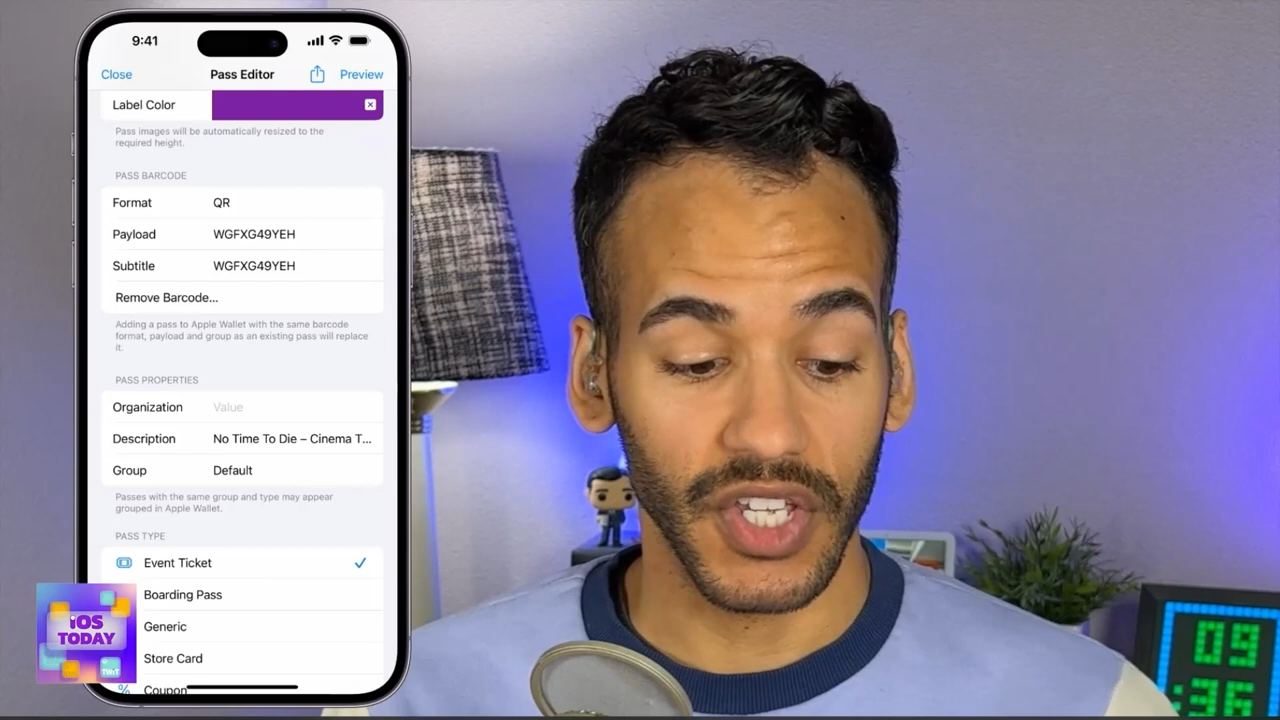 9:41
Close Pass Editor Preview
Label Color
Pass images will be automatically resized to the
required height.
PASS BARCODE
Format QR
Payload WGFXG49YEH
Subtitle WGFXG49YEH
Remove Barcode...
Adding a pass to Apple Wallet with the same barcode
format, payload and group as an existing pass will replace
it.
PASS PROPERTIES
Organization Value
Description No Time To Die – Cinema T...
Group Default
Passes with the same group and type may appear
grouped in Apple Wallet.
PASS TYPE
Event Ticket
Boarding Pass
Generic
Store Card
% Coupon
iOS
TODAY
TWiT
09
:36